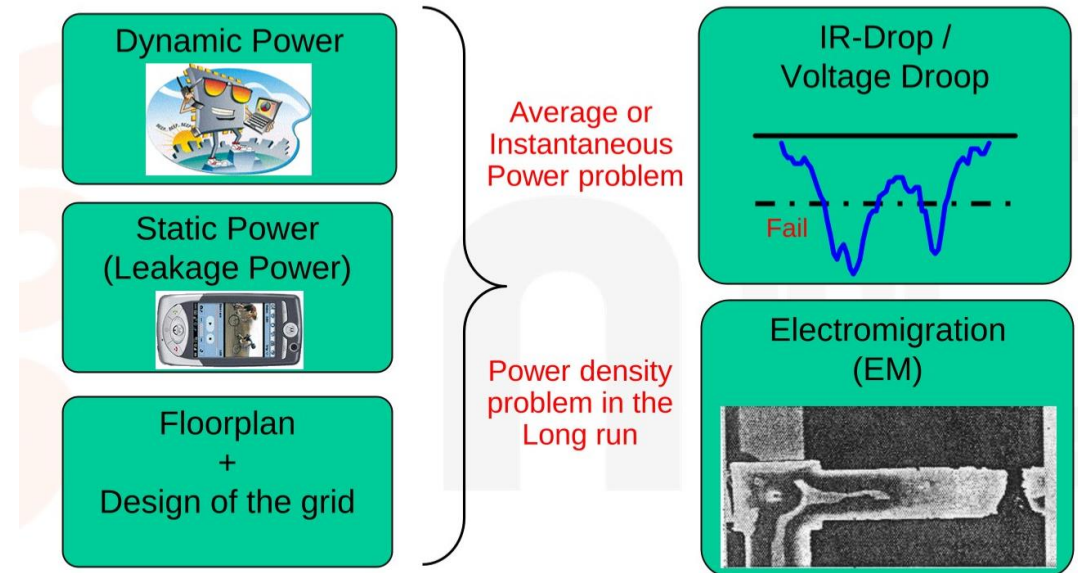 Dynamic Power
Static Power
(Leakage Power)
Floorplan
+
Design of the grid
Average or
Instantaneous
Power problem
Power density
problem in the
Long run
IR-Drop /
Voltage Droop
Fail
Electromigration
(EM)